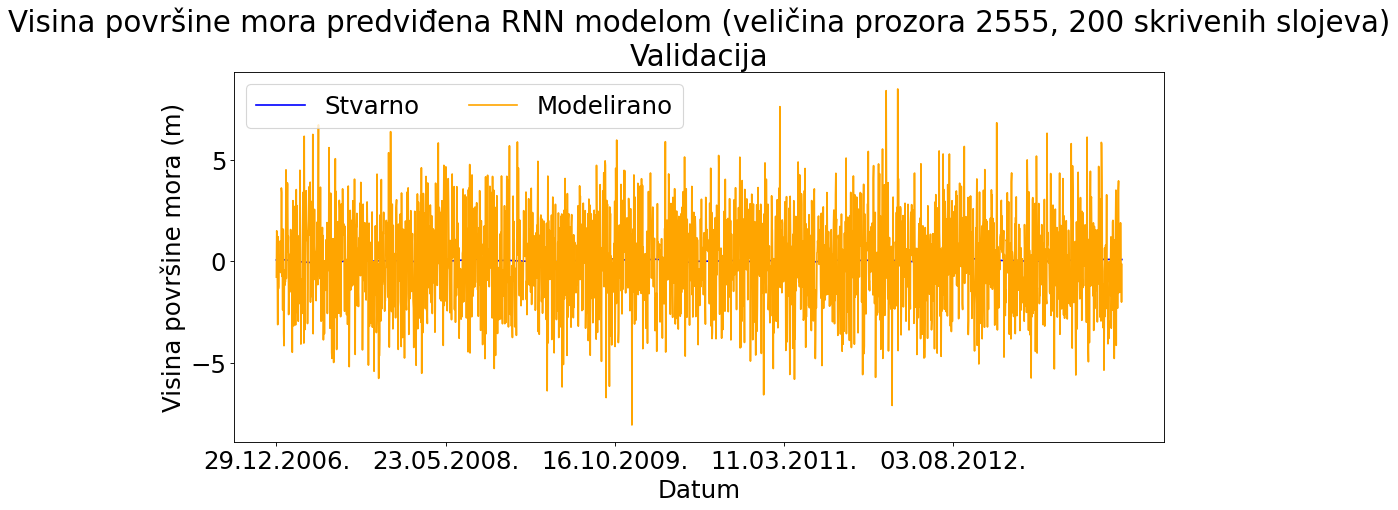 Visina površine mora predviđena RNN modelom (veličina prozora 2555, 200 skrivenih slojeva)
Validacija
Stvarno
Modelirano
Visina površine mora (m)
5
0
−5
29.12.2006.
23.05.2008.
16.10.2009.
11.03.2011.
03.08.2012.
Datum